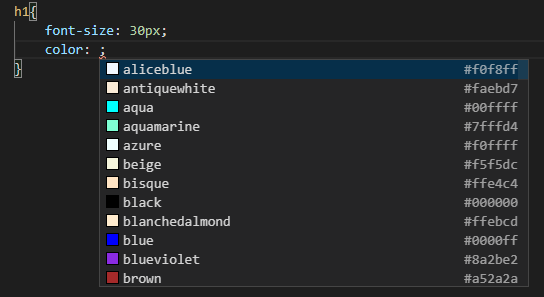 h1{
font-size: 30px;
color: ;
}
aliceblue #f0f8ff
antiquewhite #faebd7
aqua #00ffff
aquamarine #7fffd4
azure #f0ffff
beige #f5f5dc
bisque #ffe4c4
black #000000
blanchedalmond #ffebcd
blue #0000ff
blueviolet #8a2be2
brown #a52a2a